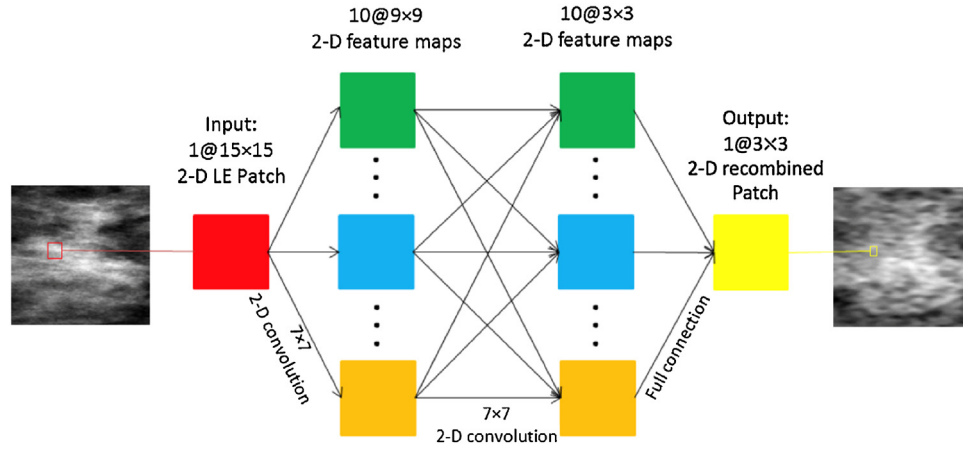 10@9×9
2-D feature maps
10@3×3
2-D feature maps
Input:
1@15×15
2-D LE Patch
Output:
1@3×3
2-D recombined
Patch
7×7
2-D convolution
7×7
2-D convolution
Full connection